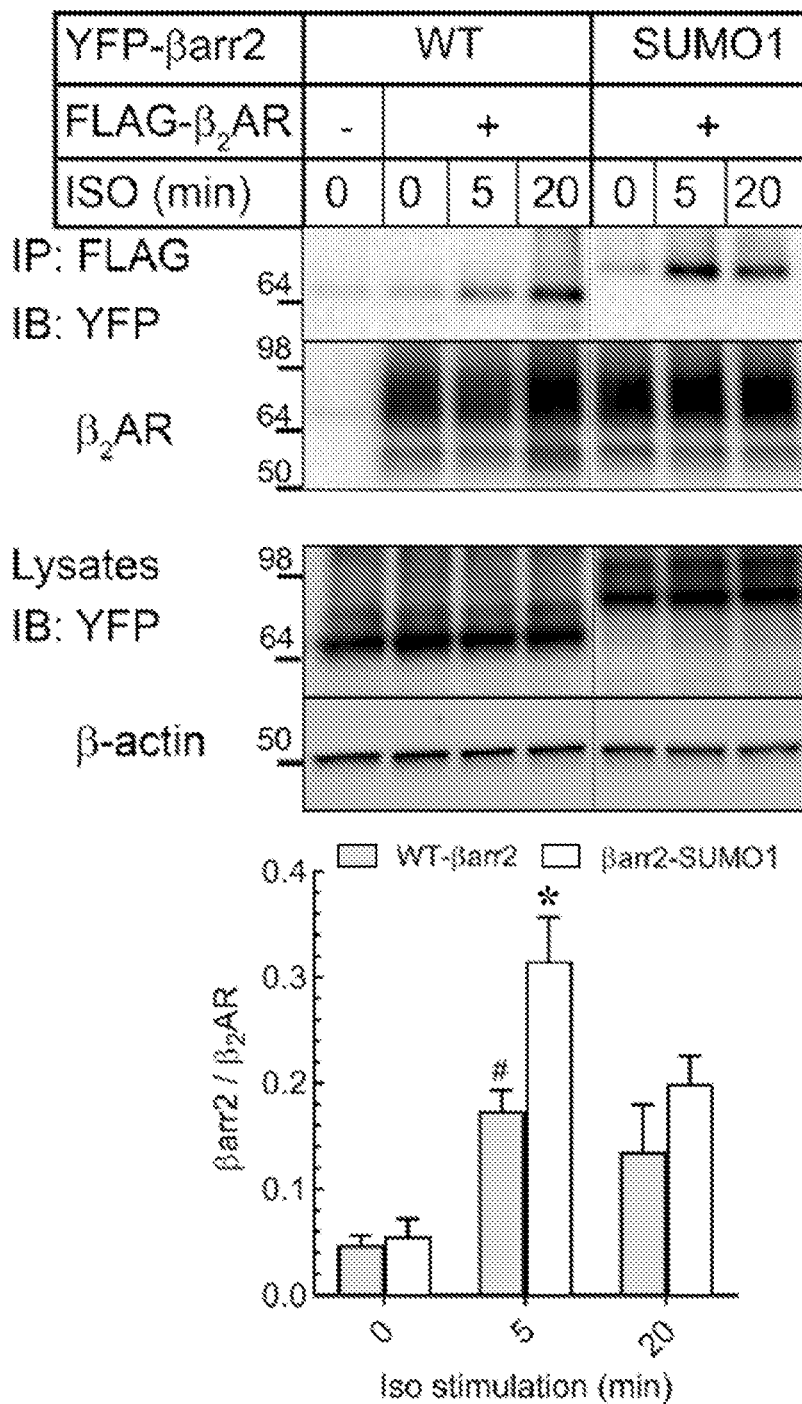 YFP-βarr2 WT SUMO1
FLAG-β₂AR - + +
ISO (min) 0 0 5 20 0 5 20
IP: FLAG
64
IB: YFP
98
β₂AR
64
50
Lysates
98
IB: YFP
64
β-actin
50
WT-βarr2 βarr2-SUMO1
0.4
*
0.3
βarr2 / β₂AR
#
0.2
0.1
0.0
0 5 20
Iso stimulation (min)